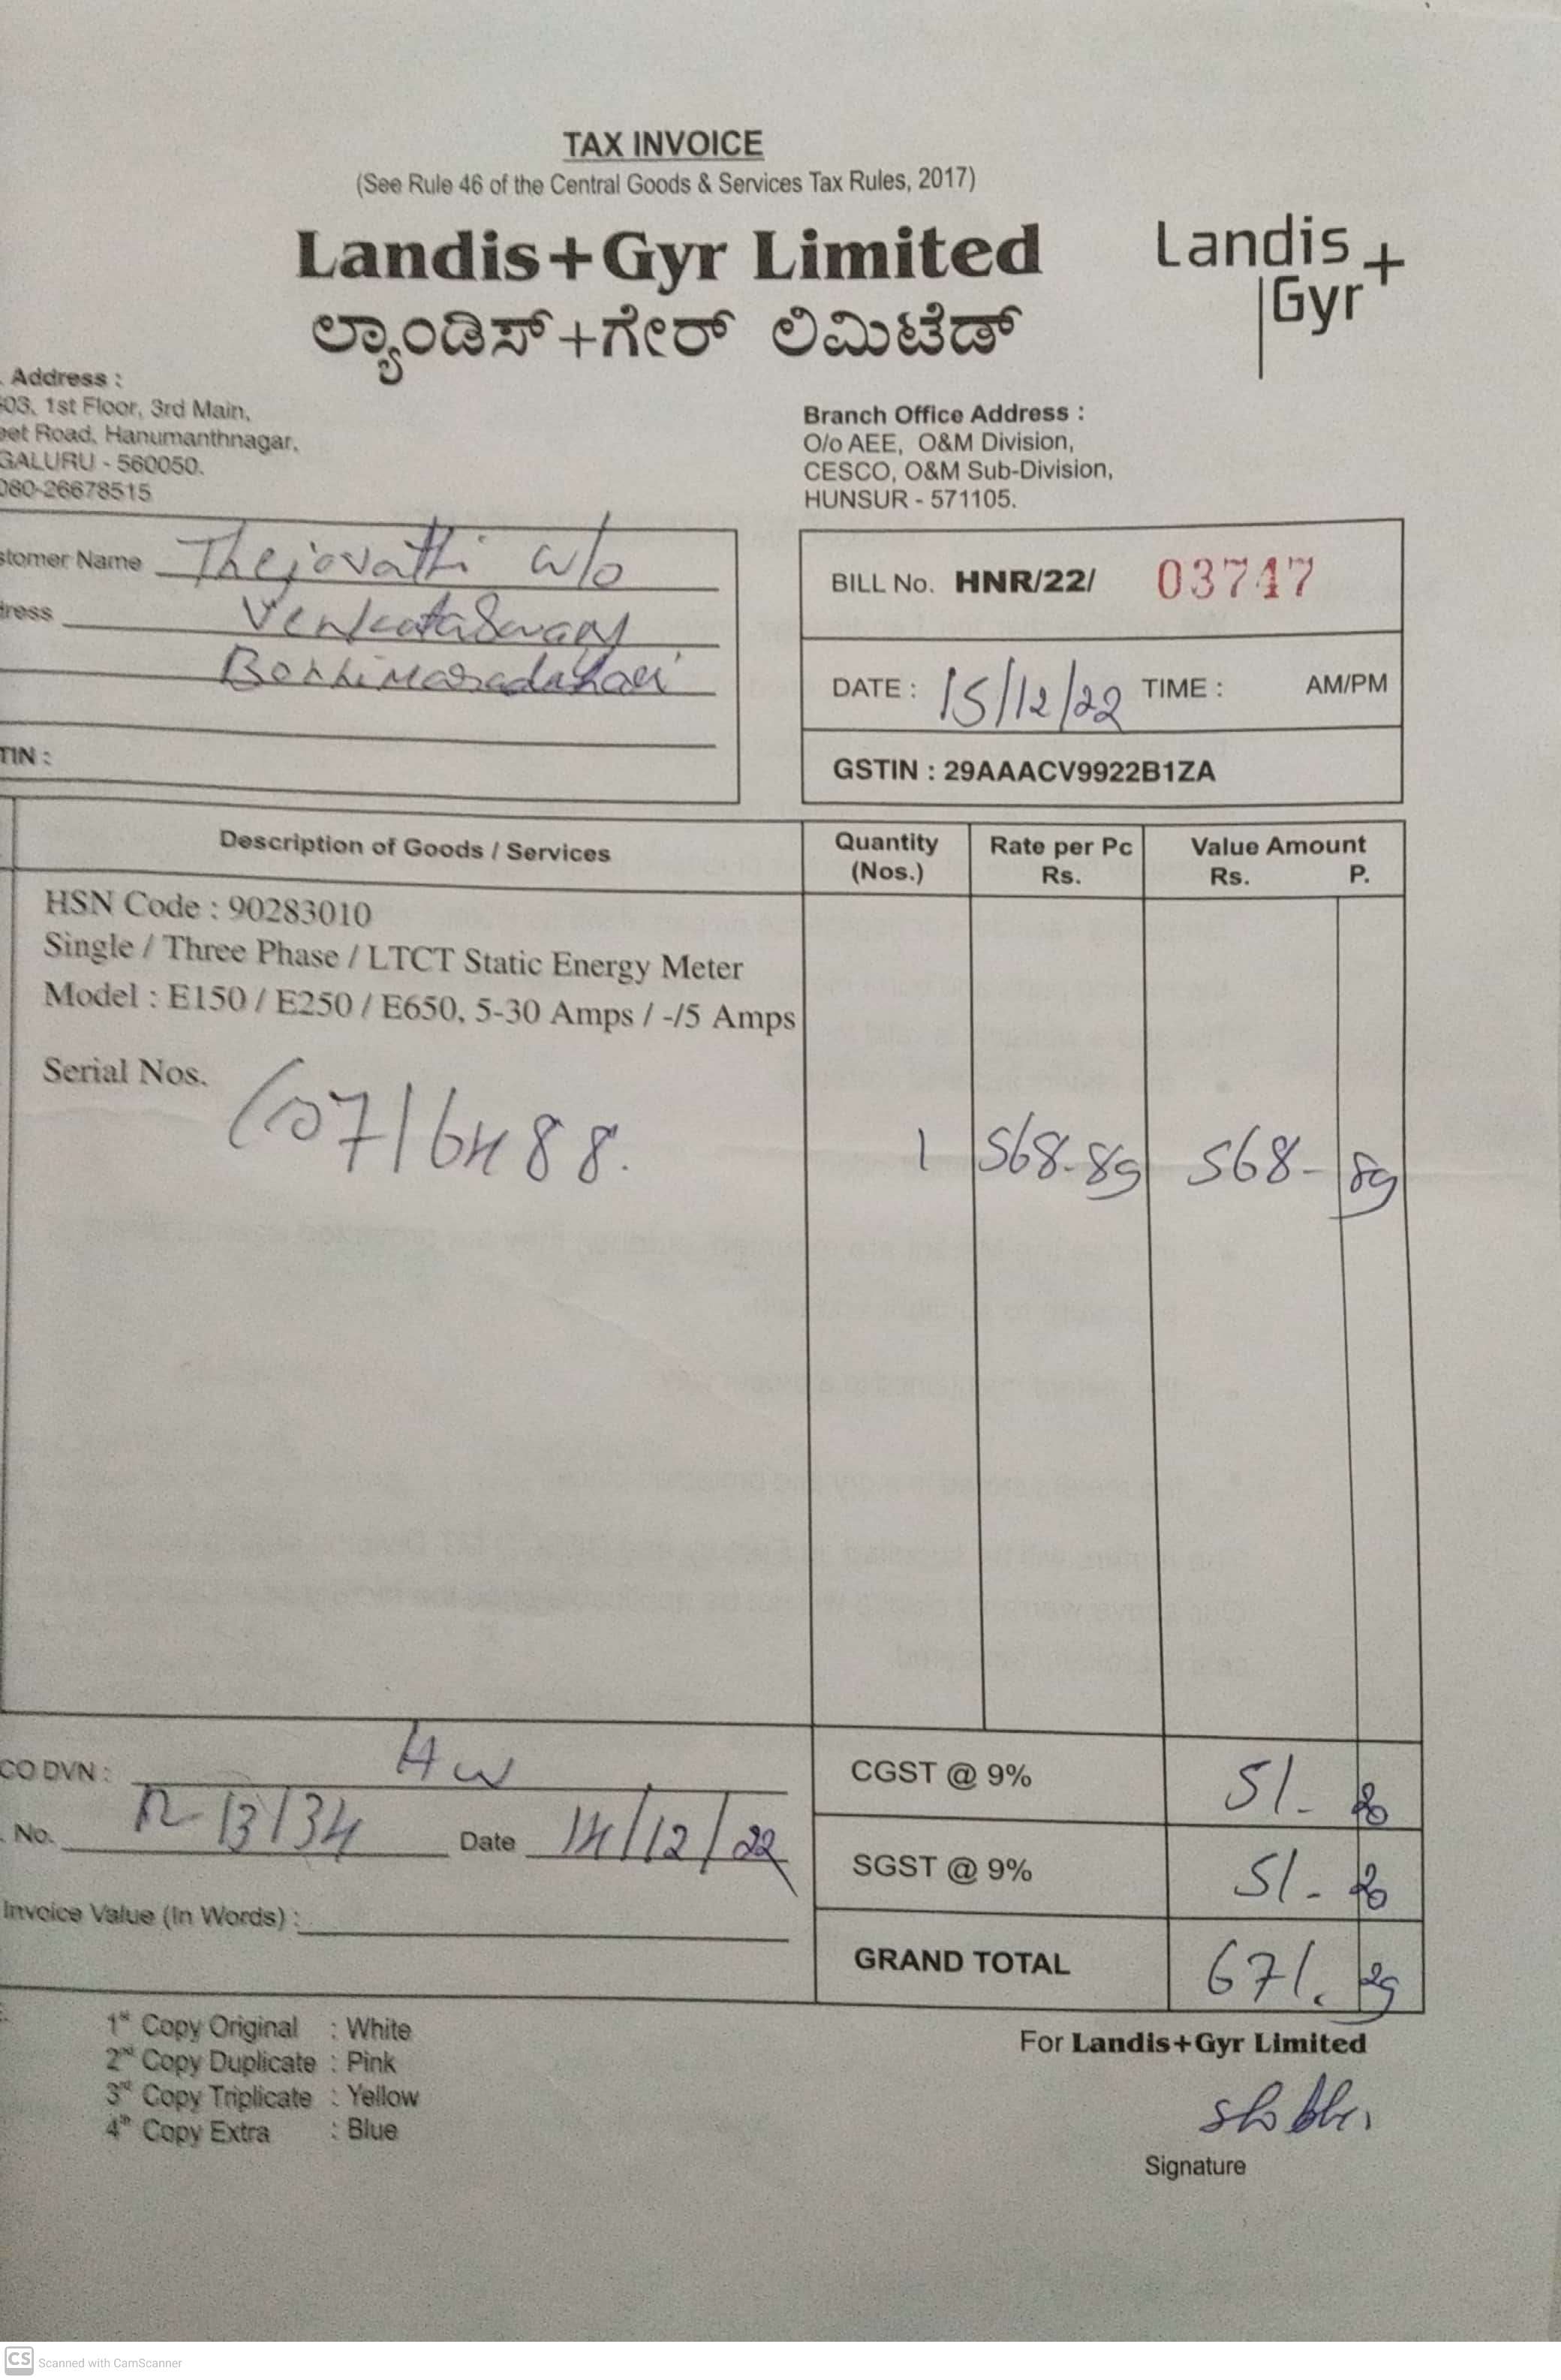 TAX INVOICE
(See Rule 46 of the Central Goods & Services Tax Rules, 2017)
Landis+Gyr Limited
ಲ್ಯಾಂಡಿಸ್+ಗೇರ್ ಲಿಮಿಟೆಡ್
Landis+
Gyr
Address :
03, 1st Floor, 3rd Main,
eet Road, Hanumanthnagar,
GALURU - 560050.
080-26678515
Branch Office Address :
O/o AEE, O&M Division,
CESCO, O&M Sub-Division,
HUNSUR - 571105.
stomer Name Thejovathi w/o
ress Venkataswamy
BILL No. HNR/22/ 03747
DATE : 15/12/22 TIME : AM/PM
TIN :
GSTIN : 29AAACV9922B1ZA
Description of Goods / Services Quantity (Nos.) Rate per Pc Rs. Value Amount Rs. P.
HSN Code : 90283010
Single / Three Phase / LTCT Static Energy Meter
Model : E150 / E250 / E650, 5-30 Amps / -/5 Amps
Serial Nos.
1 568-89 568- 89
CO DVN :
No. R-13134 Date 14/12/22
Invoice Value (In Words) :
CGST @ 9% 51- 20
SGST @ 9% 51- 20
GRAND TOTAL 671. 29
1st Copy Original : White
2nd Copy Duplicate : Pink
3rd Copy Triplicate : Yellow
4th Copy Extra : Blue
For Landis+Gyr Limited
Signature
CS Scanned with CamScanner